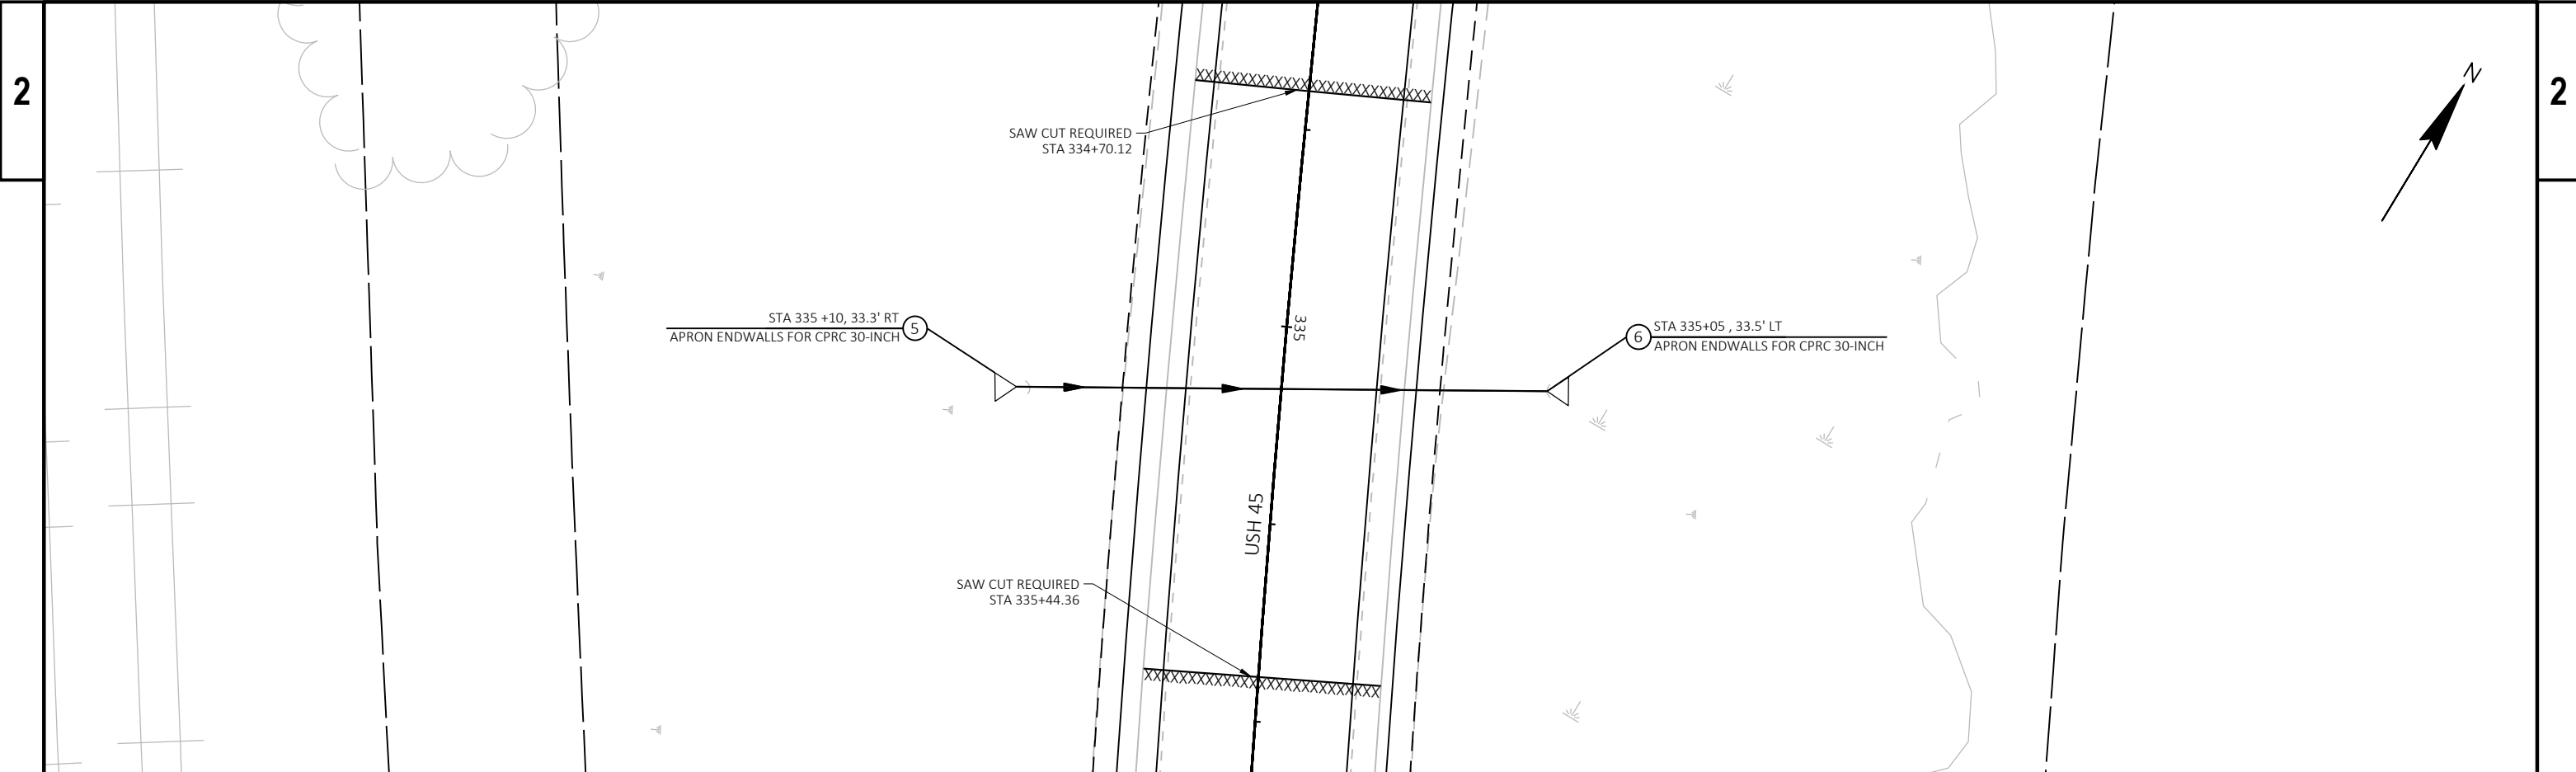 2
2
N
SAW CUT REQUIRED
STA 334+70.12
335
STA 335 +10, 33.3' RT
APRON ENDWALLS FOR CPRC 30-INCH
5
6
STA 335+05 , 33.5' LT
APRON ENDWALLS FOR CPRC 30-INCH
USH 45
SAW CUT REQUIRED
STA 335+44.36